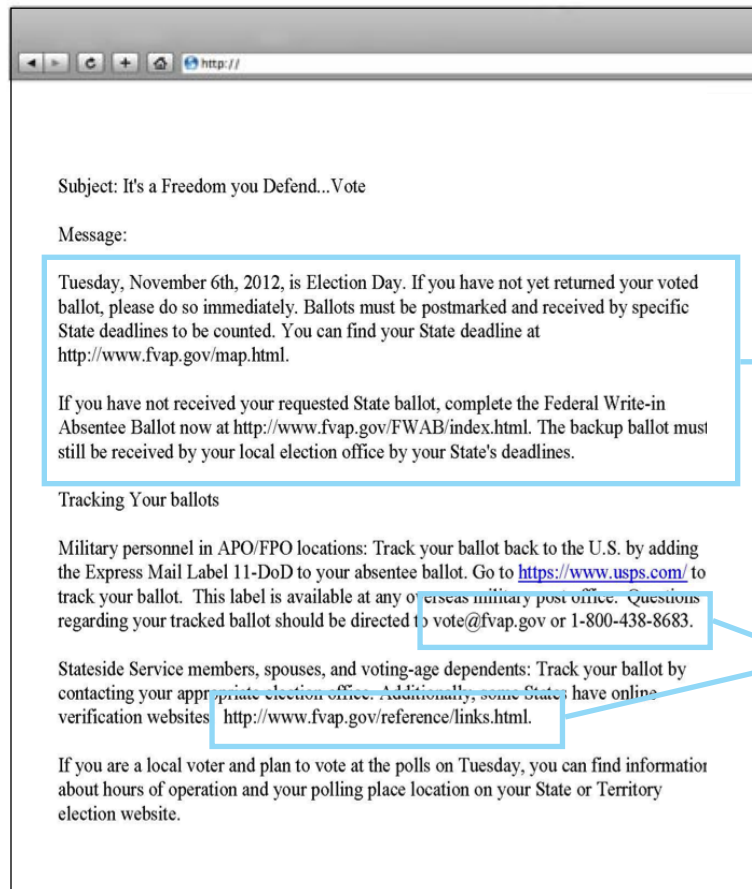 http://
Subject: It's a Freedom you Defend...Vote
Message:
Tuesday, November 6th, 2012, is Election Day. If you have not yet returned your voted
ballot, please do so immediately. Ballots must be postmarked and received by specific
State deadlines to be counted. You can find your State deadline at
http://www.fvap.gov/map.html.
If you have not received your requested State ballot, complete the Federal Write-in
Absentee Ballot now at http://www.fvap.gov/FWAB/index.html. The backup ballot must
still be received by your local election office by your State's deadlines.
Tracking Your ballots
Military personnel in APO/FPO locations: Track your ballot back to the U.S. by adding
the Express Mail Label 11-DoD to your absentee ballot. Go to https://www.usps.com/ to
track your ballot. This label is available at any overseas military post office. Questions
regarding your tracked ballot should be directed to vote@fvap.gov or 1-800-438-8683.
Stateside Service members, spouses, and voting-age dependents: Track your ballot by
contacting your appropriate election office. Additionally, some States have online
verification websites http://www.fvap.gov/reference/links.html.
If you are a local voter and plan to vote at the polls on Tuesday, you can find information
about hours of operation and your polling place location on your State or Territory
election website.